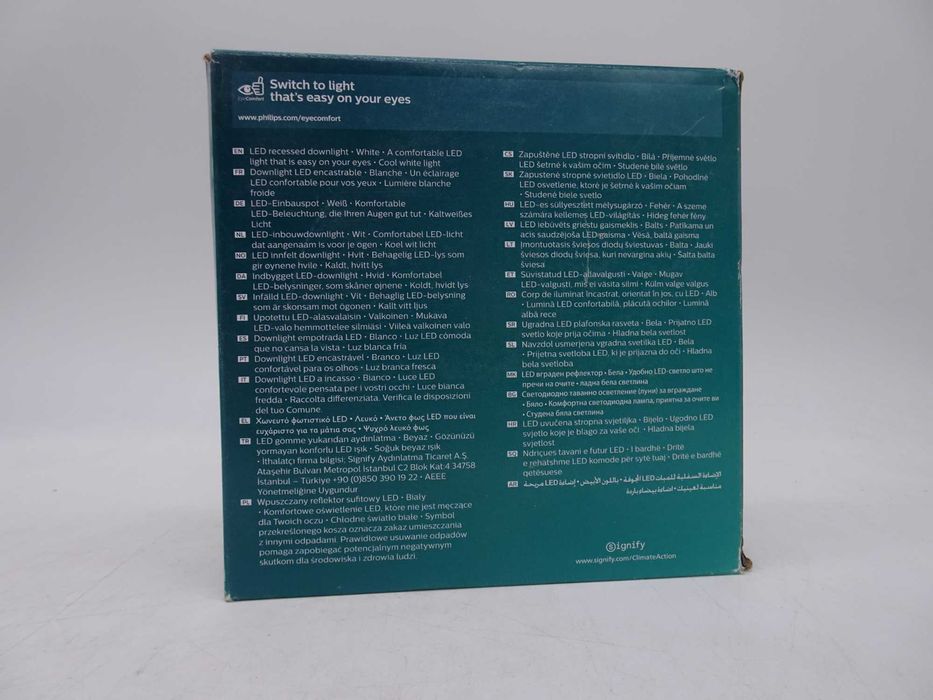 Switch to light
that's easy on your eyes
EyeComfort
www.philips.com/eyecomfort
EN LED recessed downlight • White • A comfortable LED
light that is easy on your eyes • Cool white light
FR Downlight LED encastrable • Blanche • Un éclairage
LED confortable pour vos yeux • Lumière blanche
froide
DE LED-Einbauspot • Weiß • Komfortable
LED-Beleuchtung, die Ihren Augen gut tut • Kaltweißes
Licht
NL LED-inbouwdownlight • Wit • Comfortabel LED-licht
dat aangenaam is voor je ogen • Koel wit licht
NO LED innfelt downlight • Hvit • Behagelig LED-lys som
gir øynene hvile • Kaldt, hvitt lys
DA Indbygget LED-downlight • Hvid • Komfortabel
LED-belysninger, som skåner øjnene • Koldt, hvidt lys
SV Infälld LED-downlight • Vit • Behaglig LED-belysning
som är skonsam mot ögonen • Kallt vitt ljus
FI Upotettu LED-alasvalaisin • Valkoinen • Mukava
LED-valo hemmottelee silmiäsi • Viileä valkoinen valo
ES Downlight empotrada LED • Blanco • Luz LED cómoda
que no cansa la vista • Luz blanca fría
PT Downlight LED encastrável • Branco • Luz LED
confortável para os olhos • Luz branca fresca
IT Downlight LED a incasso • Bianco • Luce LED
confortevole pensata per i vostri occhi • Luce bianca
fredda • Raccolta differenziata. Verifica le disposizioni
del tuo Comune.
EL Χωνευτό φωτιστικό LED • Λευκό • Άνετο φως LED που είναι
ευχάριστο για τα μάτια σας • Ψυχρό λευκό φως
TR LED gömme yukarıdan aydınlatma • Beyaz • Gözünüzü
yormayan konforlu LED ışık • Soğuk beyaz ışık
• İthalatçı firma bilgisi: Signify Aydınlatma Ticaret A.Ş.
Ataşehir Bulvarı Metropol İstanbul C2 Blok Kat:4 34758
İstanbul – Türkiye +90 (0)850 390 19 22 • AEEE
Yönetmeliğine Uygundur
PL Wpuszczany reflektor sufitowy LED • Biały
• Komfortowe oświetlenie LED, które nie jest męczące
dla Twoich oczu • Chłodne światło białe • Symbol
przekreślonego kosza oznacza zakaz umieszczania
z innymi odpadami. Prawidłowe usuwanie odpadów
pomaga zapobiegać potencjalnym negatywnym
skutkom dla środowiska i zdrowia ludzi.
CS Zapuštěné LED stropní svítidlo • Bílá • Příjemné světlo
LED šetrné k vašim očím • Studené bílé světlo
SK Zapustené stropné svietidlo LED • Biela • Pohodlné
LED osvetlenie, ktoré je šetrné k vašim očiam
• Studené biele svetlo
HU LED-es süllyesztett mélysugárzó • Fehér • A szeme
számára kellemes LED-világítás • Hideg fehér fény
LV LED iebūvēts griestu gaismeklis • Balts • Patīkama un
acis saudzējoša LED gaisma • Vēsā, baltā gaisma
LT Įmontuotasis šviesos diodų šviestuvas • Balta • Jauki
šviesos diodų šviesa, kuri nevargina akių • Šalta balta
šviesa
ET Süvistatud LED-allavalgusti • Valge • Mugav
LED-valgusti, mis ei väsita silmi • Külm valge valgus
RO Corp de iluminat încastrat, orientat în jos, cu LED • Alb
• Lumină LED confortabilă, plăcută ochilor • Lumină
albă rece
SR Ugradna LED plafonska rasveta • Bela • Prijatno LED
svetlo koje prija očima • Hladna bela svetlost
SL Navzdol usmerjena vgradna svetilka LED • Bela
• Prijetna svetloba LED, ki je prijazna do oči • Hladna
bela svetloba
MK LED вграден рефлектор • Бела • Удобно LED-светло што не
пречи на очите • ладна бела светлина
BG Светодиодно таванно осветление (луни) за вграждане
• Бяло • Комфортна светодиодна лампа, приятна за очите ви
• Студена бяла светлина
HR LED uvučena stropna svjetiljka • Bijelo • Ugodno LED
svjetlo koje je blago za vaše oči • Hladna bijela
svjetlost
SQ Ndriçues tavani e futur LED • I bardhë • Dritë
e rehatshme LED komode për sytë tuaj • Dritë e bardhë
qetësuese
AR الإضاءة السفلية للمبات LED المجوّفة • باللون الأبيض • إضاءة LED مريحة
مناسبة لعينيك • إضاءة بيضاء باردة
Signify
www.signify.com/ClimateAction